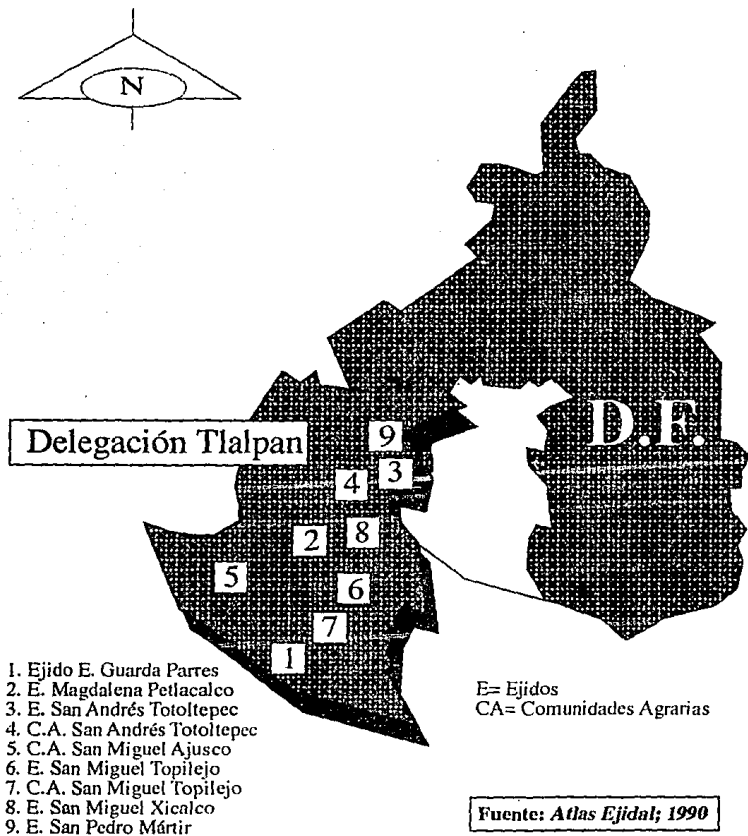 N
D.F.
Delegación Tlalpan
9
3
4
8
2
5
6
7
1
1. Ejido E. Guarda Parres
2. E. Magdalena Petlacalco
3. E. San Andrés Totoltepec
4. C.A. San Andrés Totoltepec
5. C.A. San Miguel Ajusco
6. E. San Miguel Topilejo
7. C.A. San Miguel Topilejo
8. E. San Miguel Xicalco
9. E. San Pedro Mártir
E= Ejidos
CA= Comunidades Agrarias
Fuente: Atlas Ejidal; 1990